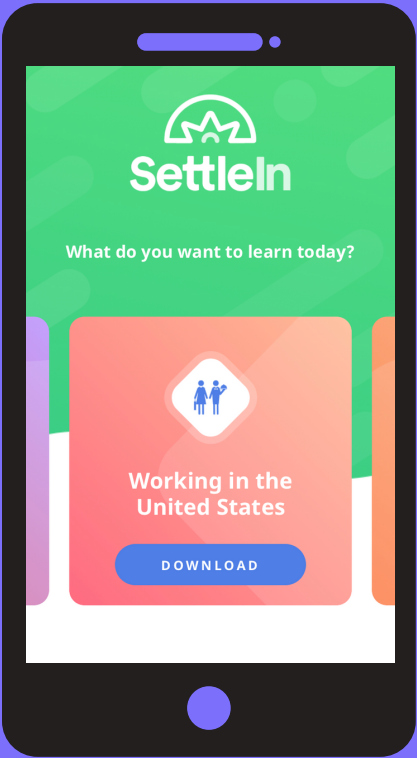 SettleIn
What do you want to learn today?
Working in the
United States
DOWNLOAD